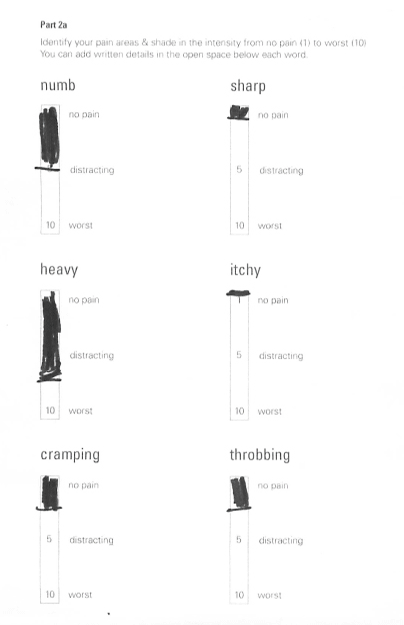 Part 2a
Identify your pain areas & shade in the intensity from no pain (1) to worst (10)
You can add written details in the open space below each word.
numb
sharp
no pain
no pain
distracting
5 distracting
10 worst
10 worst
heavy
itchy
no pain
1 no pain
distracting
5 distracting
10 worst
10 worst
cramping
throbbing
no pain
no pain
5 distracting
5 distracting
10 worst
10 worst